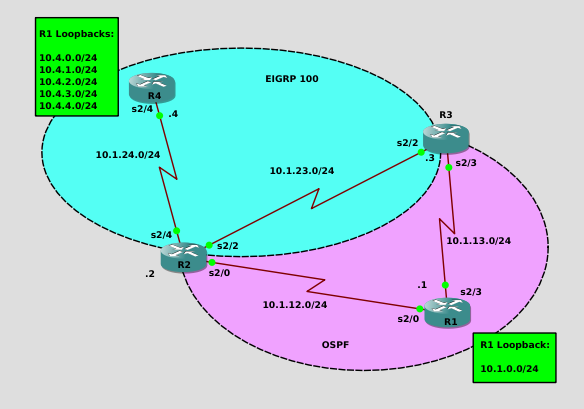 R1 Loopbacks:
10.4.0.0/24
10.4.1.0/24
10.4.2.0/24
10.4.3.0/24
10.4.4.0/24
EIGRP 100
R4
s2/4
.4
R3
s2/2
.3
s2/3
10.1.24.0/24
10.1.23.0/24
s2/4
s2/2
R2
.2
s2/0
10.1.13.0/24
10.1.12.0/24
.1
s2/3
s2/0
R1
OSPF
R1 Loopback:
10.1.0.0/24